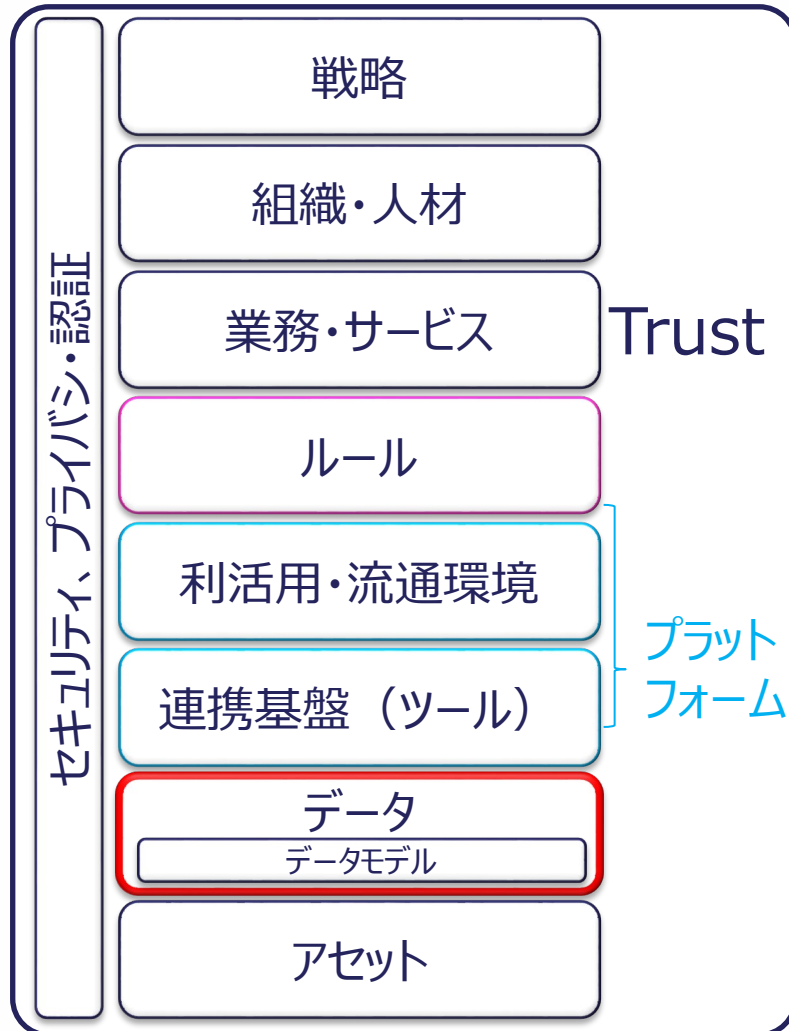 セキュリティ、プライバシ・認証
戦略
組織・人材
業務・サービス
Trust
ルール
利活用・流通環境
連携基盤（ツール）
プラット
フォーム
データ
データモデル
アセット